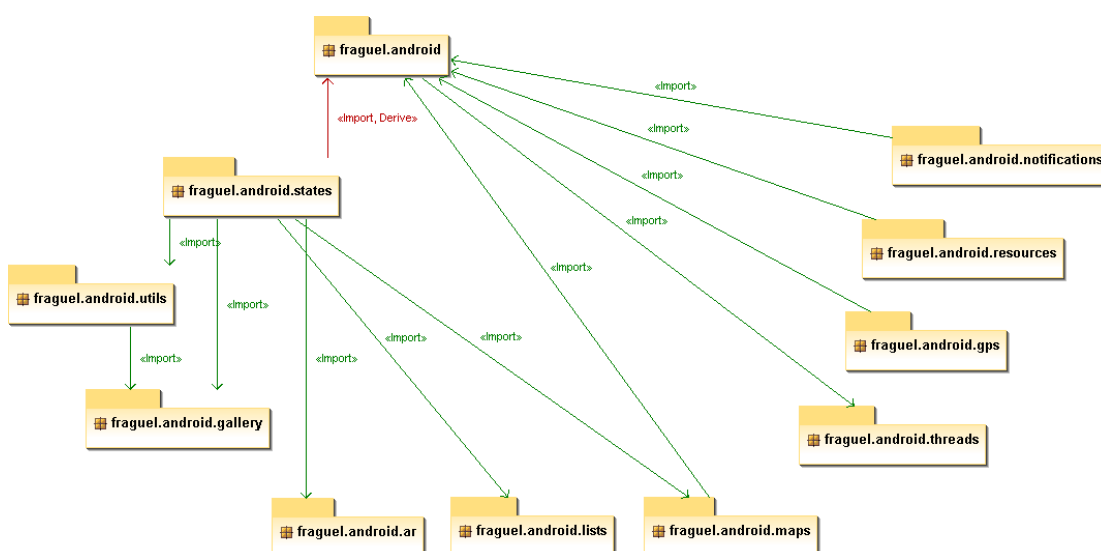 fraguel.android
«Import»
«Import, Derive»
«Import»
fraguel.android.notifications
«Import»
fraguel.android.states
«Import»
«Import»
fraguel.android.resources
«Import»
fraguel.android.utils
«Import»
«Import»
«Import»
«Import»
fraguel.android.gps
«Import»
«Import»
fraguel.android.gallery
fraguel.android.threads
fraguel.android.ar
fraguel.android.lists
fraguel.android.maps